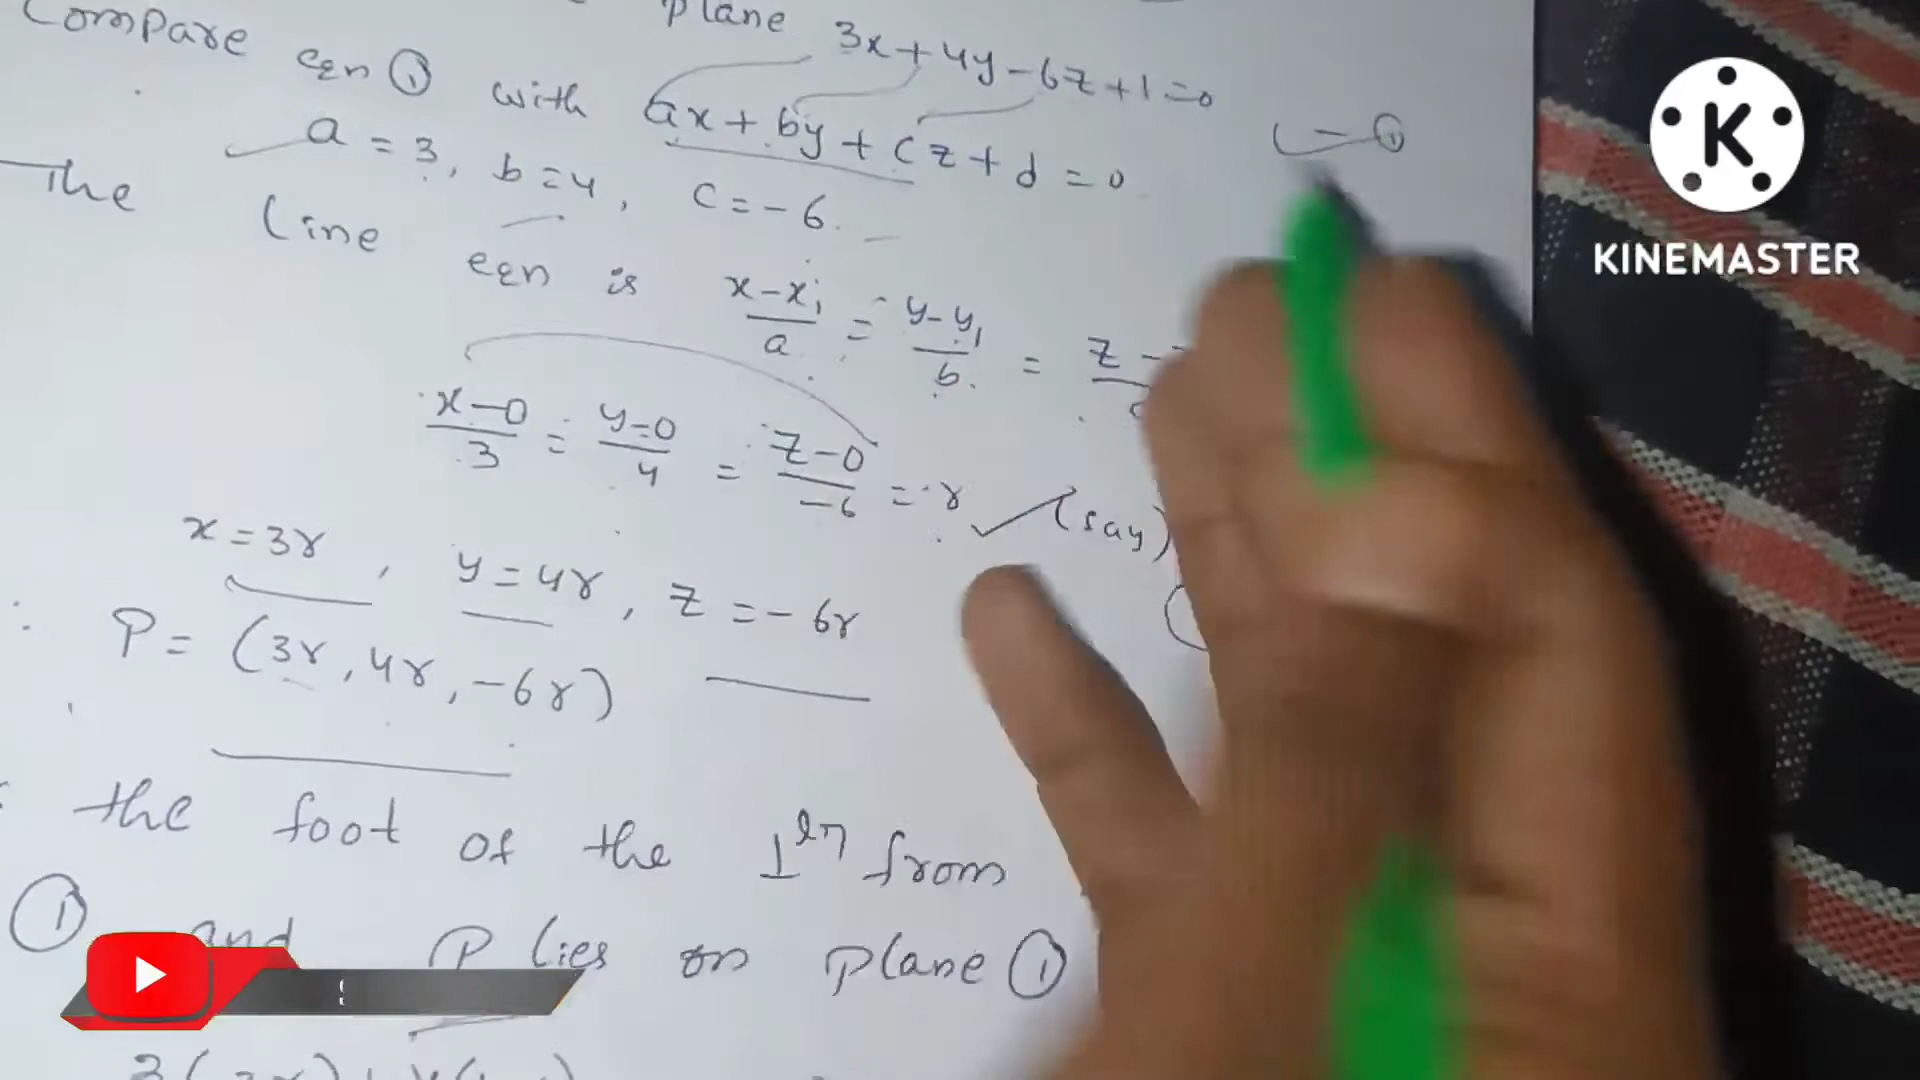 plane 3x+4y-6z+1=0
Compare eqn ① with ax+by+cz+d=0 ①
a=3, b=4, c=-6.
The line eqn is x-x₁/a = y-y₁/b = z-
x-0/3 = y-0/4 = z-0/-6 = r (say)
x=3r, y=4r, z=-6r
∴ P=(3r,4r,-6r)
the foot of the ⊥lr from
① and P lies on plane ①
KINEMASTER